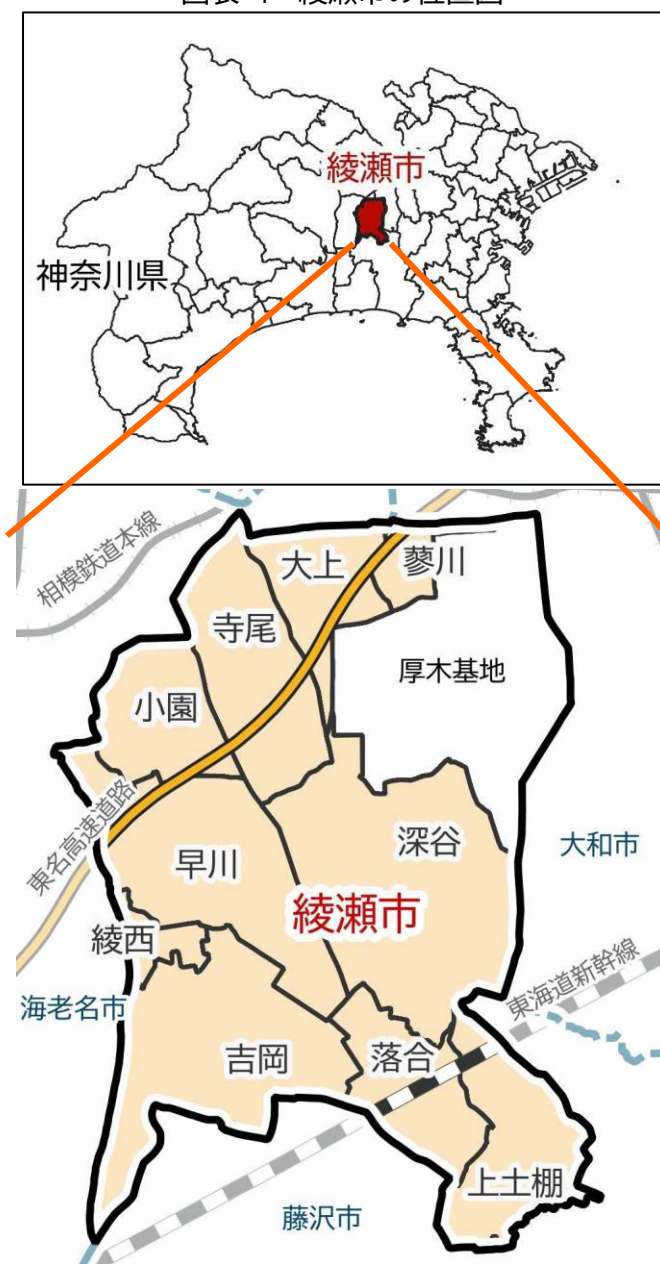 綾瀬市
神奈川県
相模鉄道本線
大上
蓼川
寺尾
厚木基地
小園
東名高速道路
深谷
大和市
早川
綾瀬市
綾西
東海道新幹線
海老名市
吉岡
落合
上土棚
藤沢市